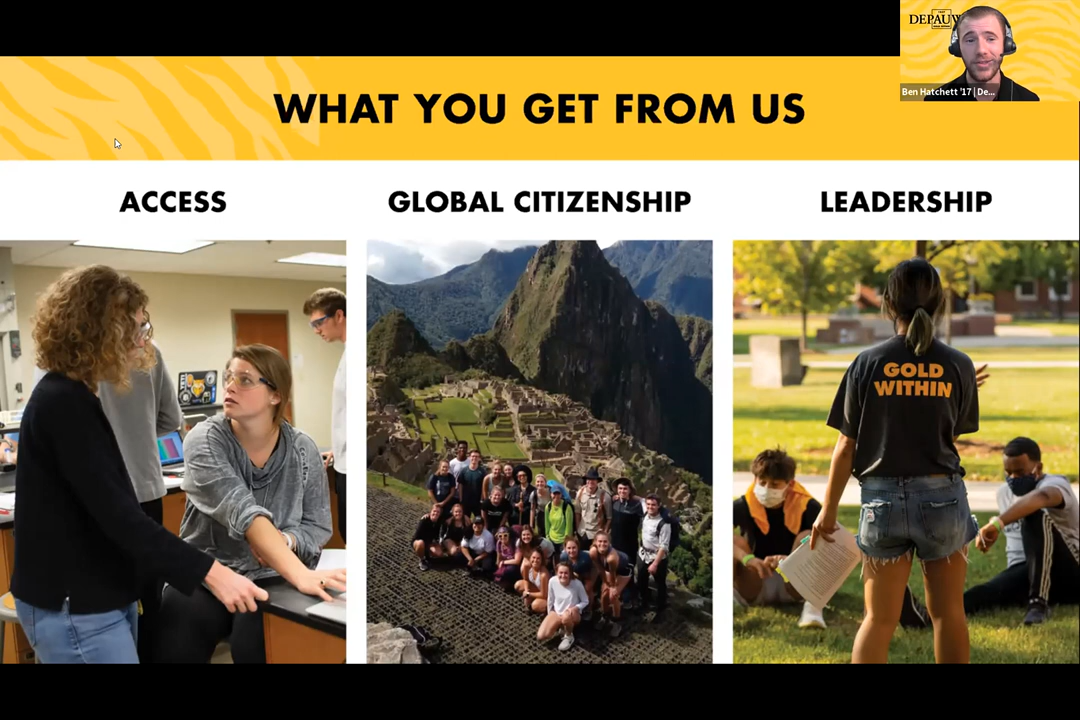 DEPAUW
Ben Hatchett '17 | De...
WHAT YOU GET FROM US
ACCESS
GLOBAL CITIZENSHIP
LEADERSHIP
GOLD
WITHIN